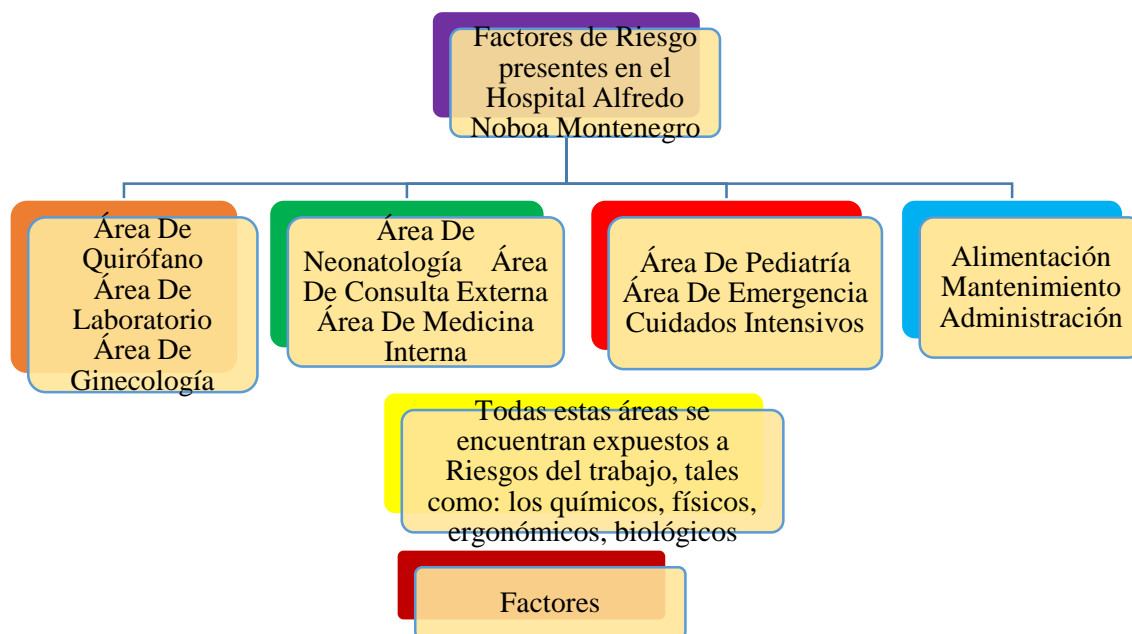 Factores de Riesgo
presentes en el
Hospital Alfredo
Noboa Montenegro
Área De
Quirófano
Área De
Laboratorio
Área De
Ginecología
Área De
Neonatología Área
De Consulta Externa
Área De Medicina
Interna
Área De Pediatría
Área De Emergencia
Cuidados Intensivos
Alimentación
Mantenimiento
Administración
Todas estas áreas se
encuentran expuestos a
Riesgos del trabajo, tales
como: los químicos, físicos,
ergonómicos, biológicos
Factores